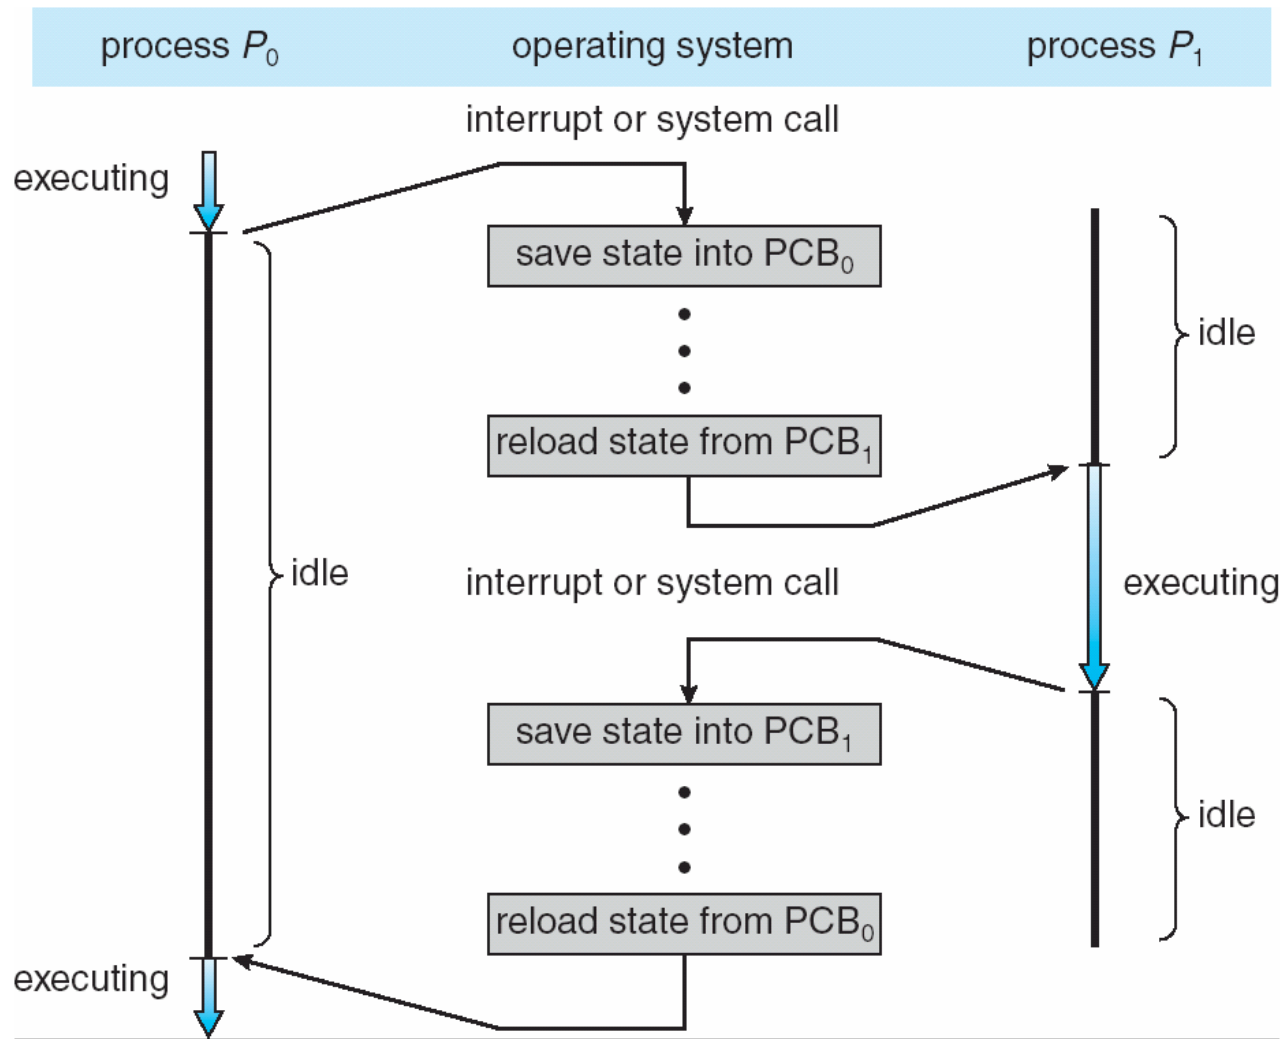 process P₀ operating system process P₁
interrupt or system call
executing
save state into PCB₀
idle
reload state from PCB₁
idle
interrupt or system call
executing
save state into PCB₁
idle
reload state from PCB₀
executing